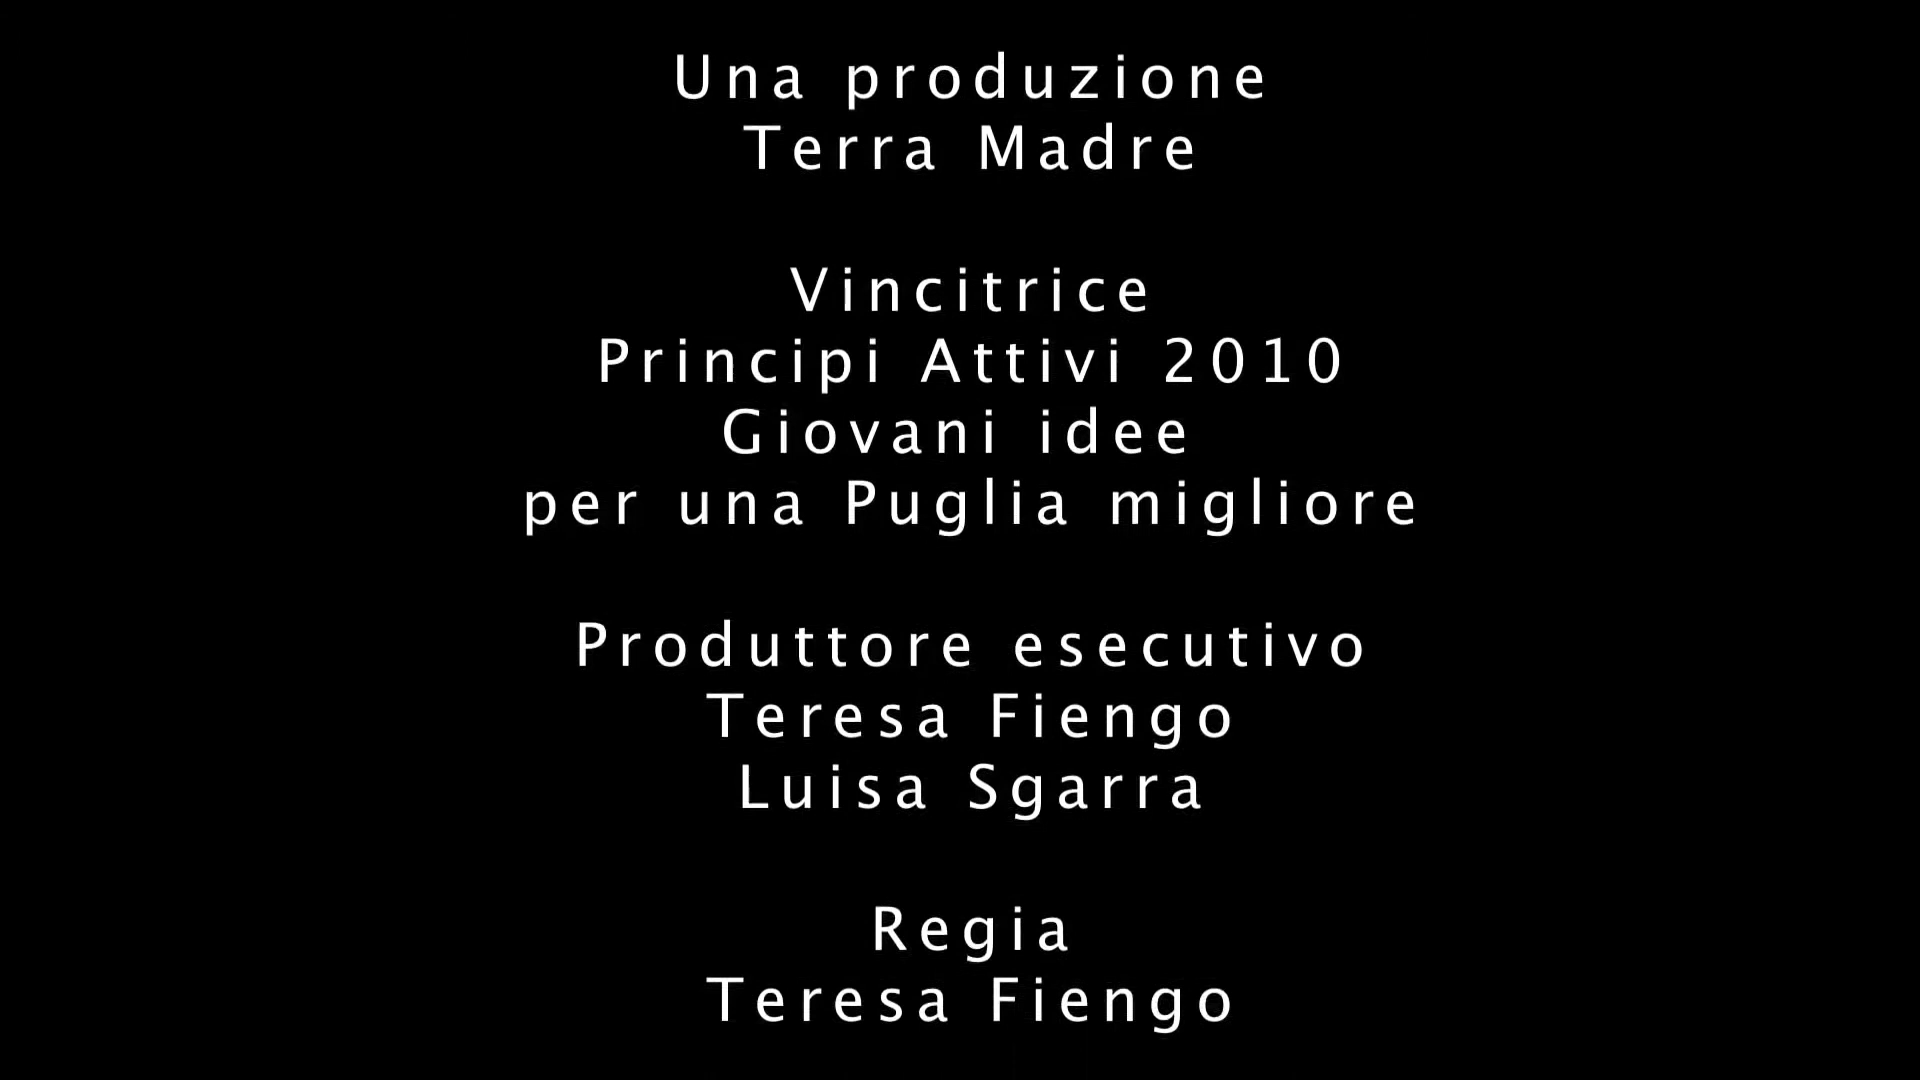 Una produzione
Terra Madre
Vincitrice
Principi Attivi 2010
Giovani idee
per una Puglia migliore
Produttore esecutivo
Teresa Fiengo
Luisa Sgarra
Regia
Teresa Fiengo